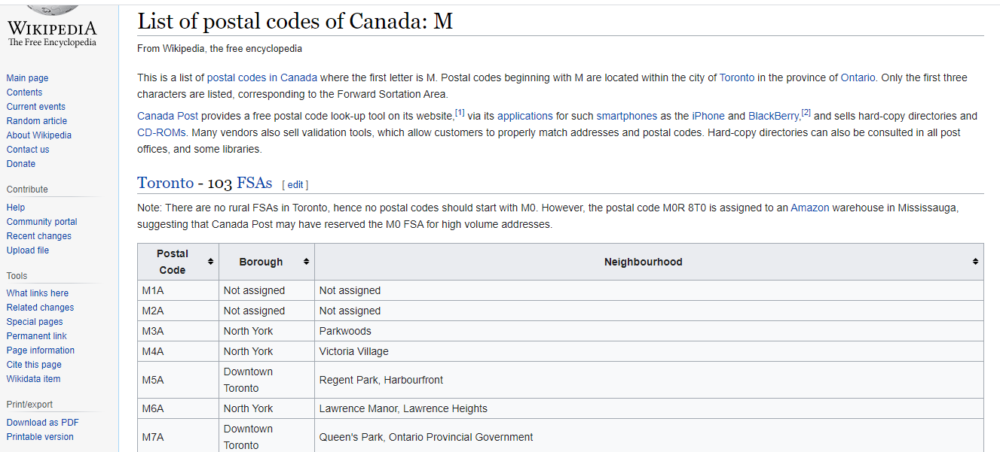 WIKIPEDIA
The Free Encyclopedia
Main page
Contents
Current events
Random article
About Wikipedia
Contact us
Donate
Contribute
Help
Community portal
Recent changes
Upload file
Tools
What links here
Related changes
Special pages
Permanent link
Page information
Cite this page
Wikidata item
Print/export
Download as PDF
Printable version
List of postal codes of Canada: M
From Wikipedia, the free encyclopedia
This is a list of postal codes in Canada where the first letter is M. Postal codes beginning with M are located within the city of Toronto in the province of Ontario. Only the first three
characters are listed, corresponding to the Forward Sortation Area.
Canada Post provides a free postal code look-up tool on its website,[1] via its applications for such smartphones as the iPhone and BlackBerry,[2] and sells hard-copy directories and
CD-ROMs. Many vendors also sell validation tools, which allow customers to properly match addresses and postal codes. Hard-copy directories can also be consulted in all post
offices, and some libraries.
Toronto - 103 FSAs [ edit ]
Note: There are no rural FSAs in Toronto, hence no postal codes should start with M0. However, the postal code M0R 8T0 is assigned to an Amazon warehouse in Mississauga,
suggesting that Canada Post may have reserved the M0 FSA for high volume addresses.
Postal
Code Borough Neighbourhood
M1A Not assigned Not assigned
M2A Not assigned Not assigned
M3A North York Parkwoods
M4A North York Victoria Village
M5A Downtown
Toronto Regent Park, Harbourfront
M6A North York Lawrence Manor, Lawrence Heights
M7A Downtown
Toronto Queen's Park, Ontario Provincial Government